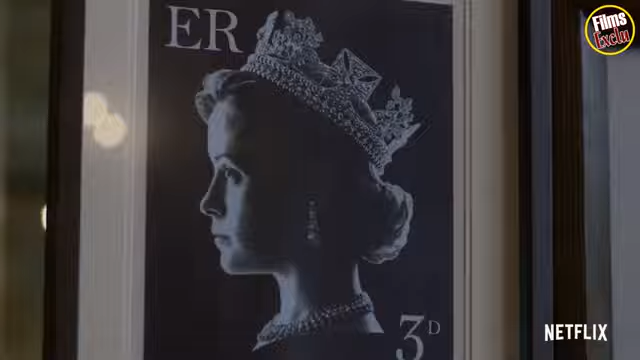 ER
Films
Exclu
3D
NETFLIX